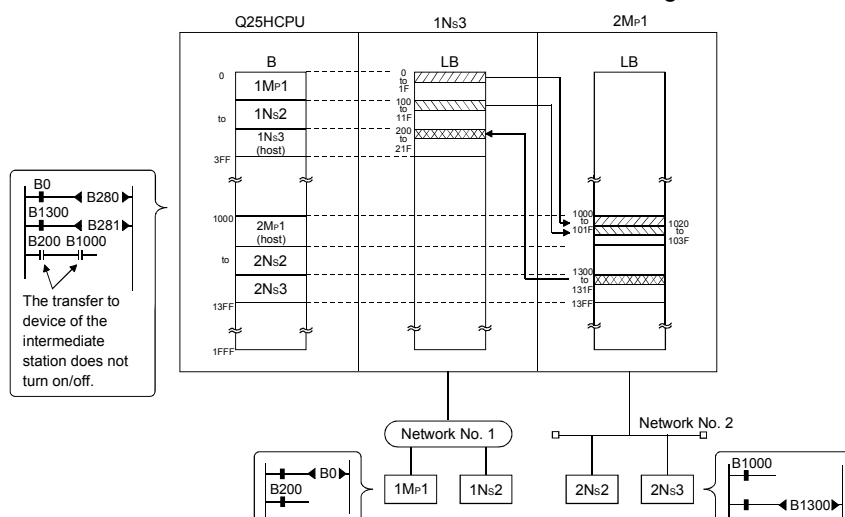 Q25HCPU 1Ns3 2MP1
B LB LB
0
1MP1
to
1Ns2
1Ns3
(host)
3FF
0
to
1F
100
to
11F
200
to
21F
1000
2MP1
(host)
to
2Ns2
2Ns3
13FF
1FFF
1000
to
101F
1020
to
103F
1300
to
131F
13FF
B0
B280
B1300
B281
B200 B1000
The transfer to
device of the
intermediate
station does not
turn on/off.
Network No. 1
Network No. 2
B0
B200
1MP1
1Ns2
2Ns2
2Ns3
B1000
B1300